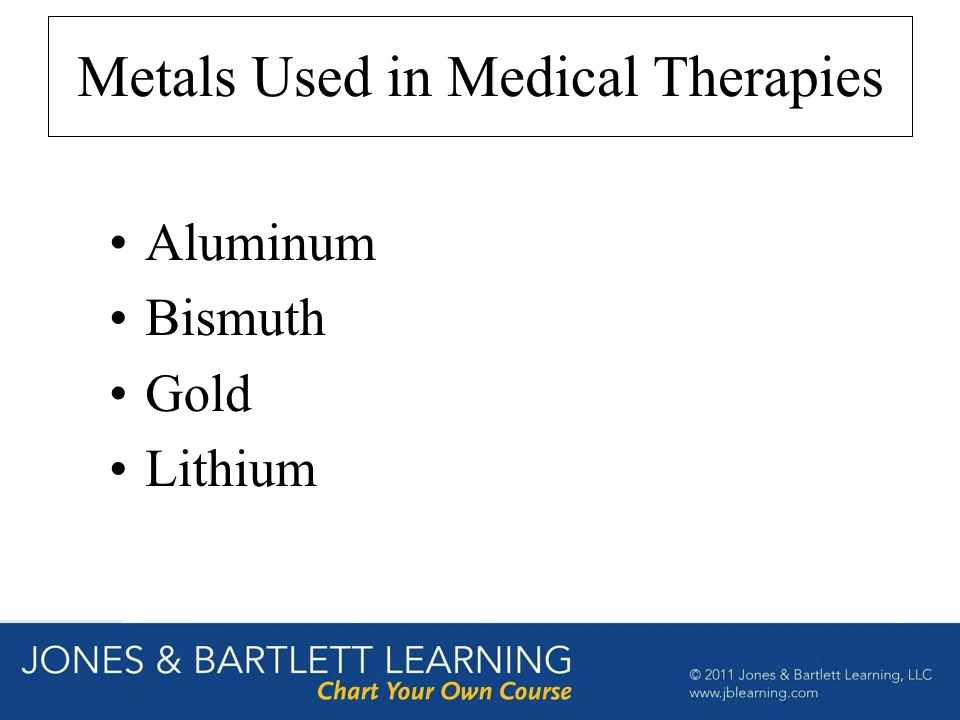 Metals Used in Medical Therapies
• Aluminum
• Bismuth
• Gold
• Lithium
JONES & BARTLETT LEARNING
Chart Your Own Course
© 2011 Jones & Bartlett Learning, LLC
www.jblearning.com